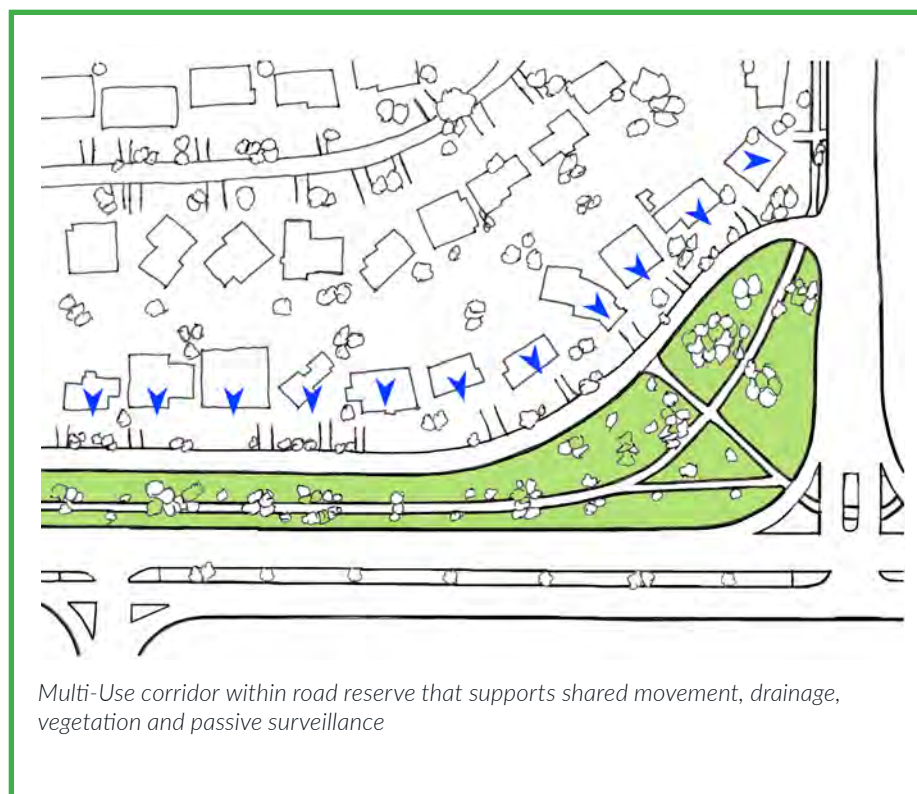 Multi-Use corridor within road reserve that supports shared movement, drainage,
vegetation and passive surveillance